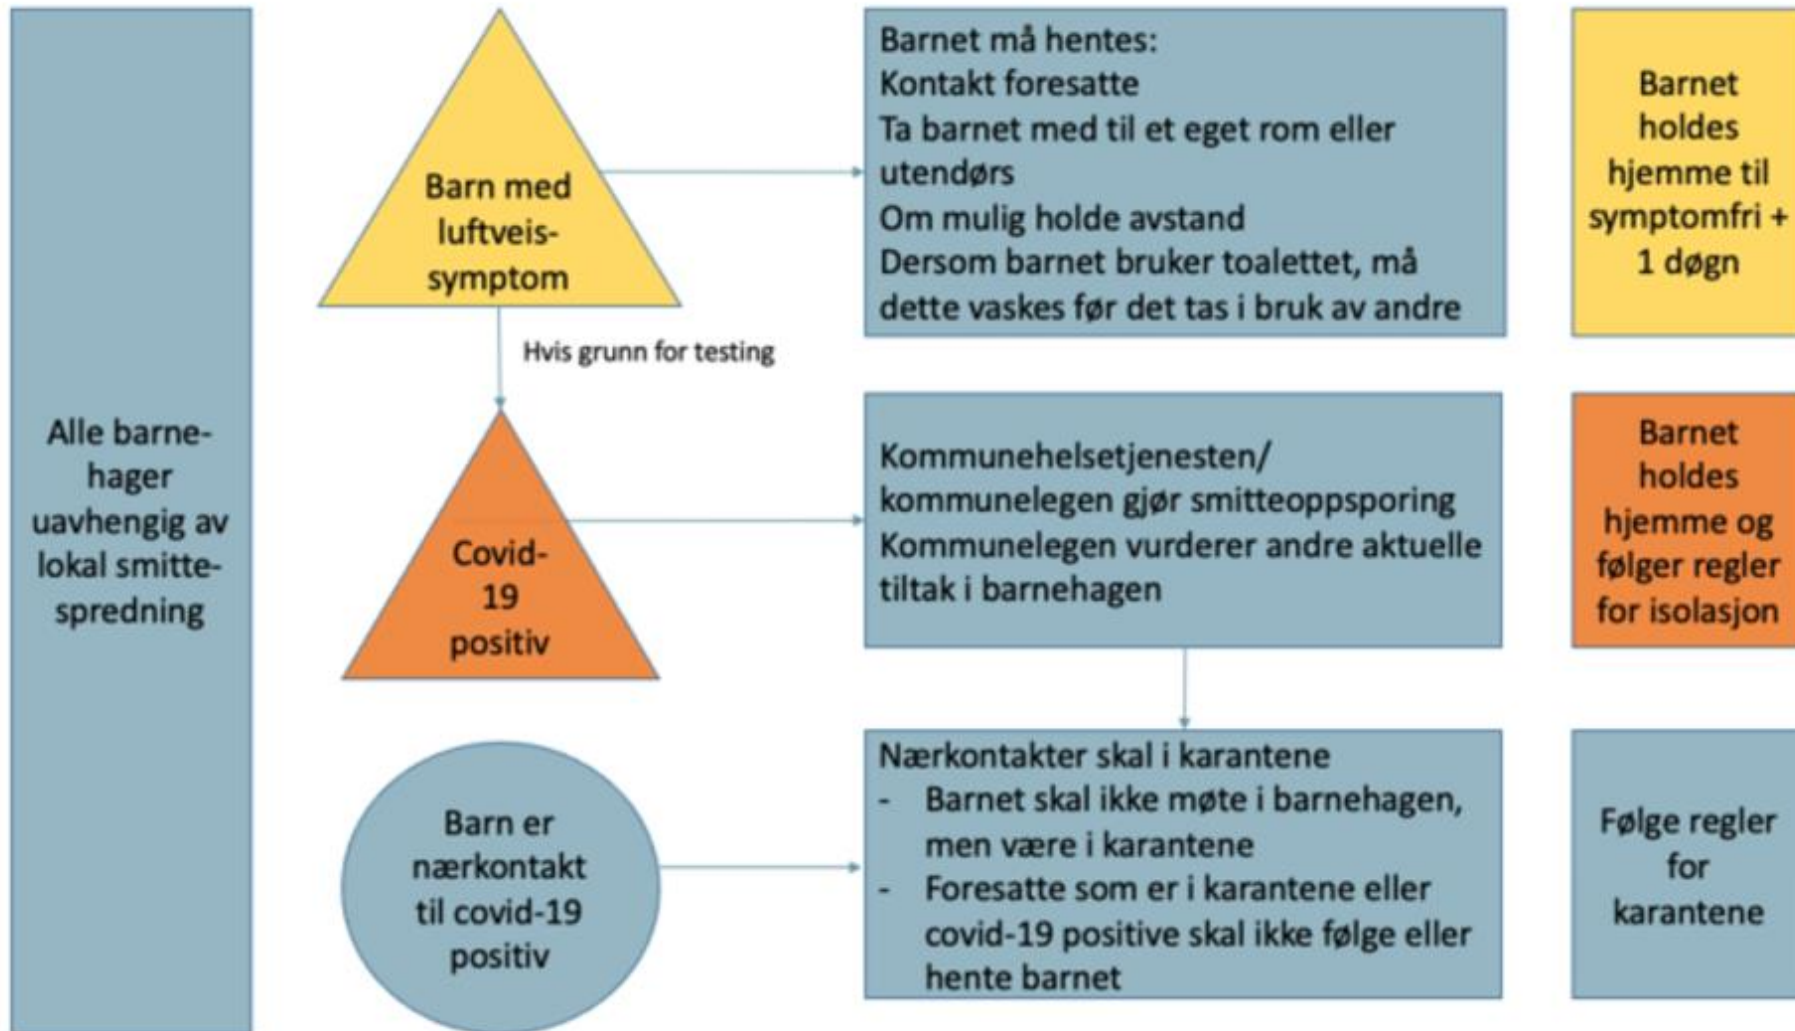 Alle barne-
hager
uavhengig av
lokal smitte-
spredning
Barn med
luftveis-
symptom
Barnet må hentes:
Kontakt foresatte
Ta barnet med til et eget rom eller
utendørs
Om mulig holde avstand
Dersom barnet bruker toalettet, må
dette vaskes før det tas i bruk av andre
Barnet
holdes
hjemme til
symptomfri +
1 døgn
Hvis grunn for testing
Covid-
19
positiv
Kommunehelsetjenesten/
kommunelegen gjør smitteoppsporing
Kommunelegen vurderer andre aktuelle
tiltak i barnehagen
Barnet
holdes
hjemme og
følger regler
for isolasjon
Barn er
nærkontakt
til covid-19
positiv
Nærkontakter skal i karantene
- Barnet skal ikke møte i barnehagen,
men være i karantene
- Foresatte som er i karantene eller
covid-19 positive skal ikke følge eller
hente barnet
Følge regler
for
karantene